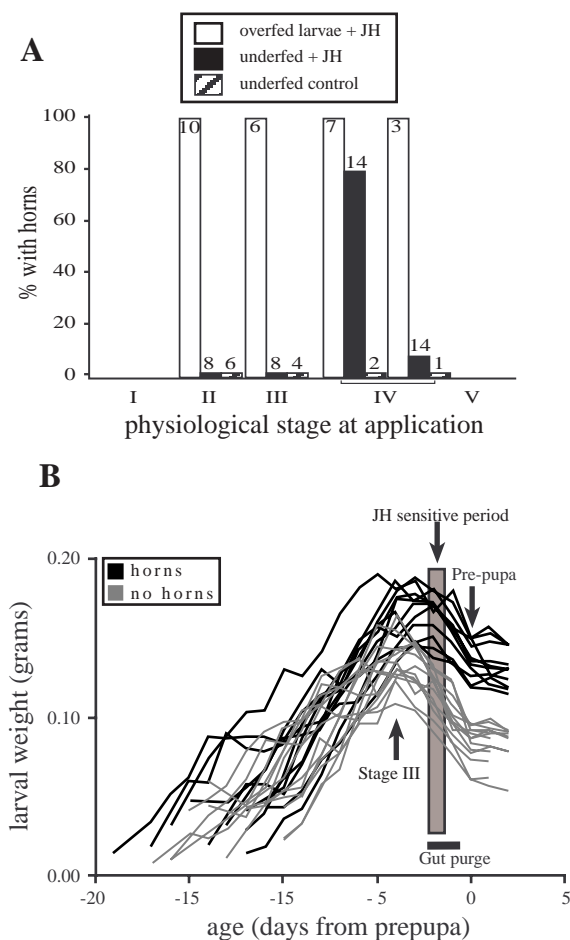 A
overfed larvae + JH
underfed + JH
underfed control
100
80
60
40
20
0
% with horns
10
8
6
6
8
4
7
14
2
3
14
1
I II III IV V
physiological stage at application
B
JH sensitive period
Pre-pupa
horns
no horns
0.20
0.10
0.00
larval weight (grams)
Stage III
Gut purge
-20 -15 -15 - 5 0 5
age (days from prepupa)